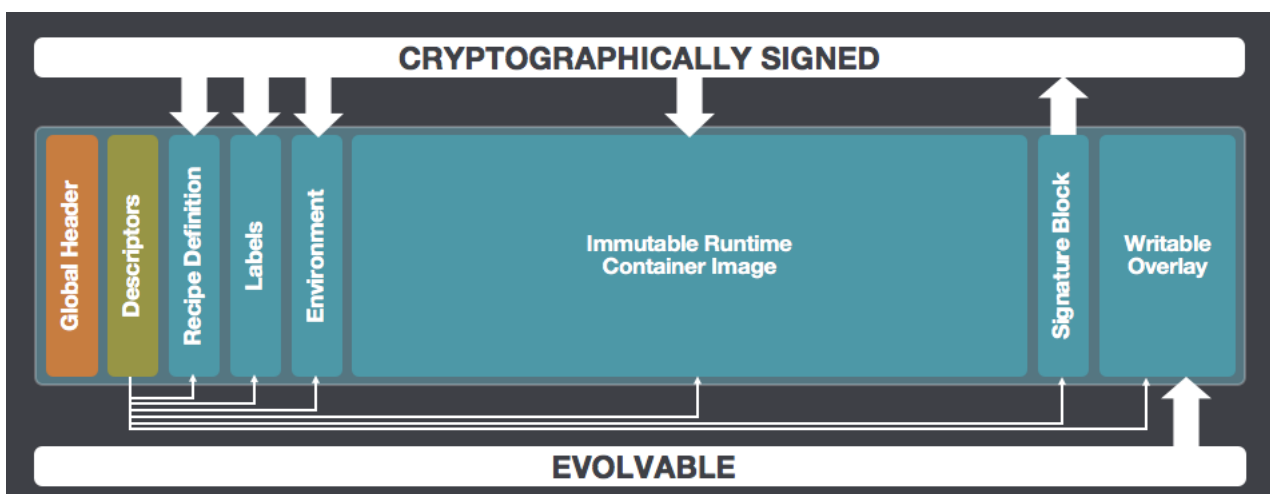 CRYPTOGRAPHICALLY SIGNED
Global Header
Descriptors
Recipe Definition
Labels
Environment
Immutable Runtime
Container Image
Signature Block
Writable
Overlay
EVOLVABLE